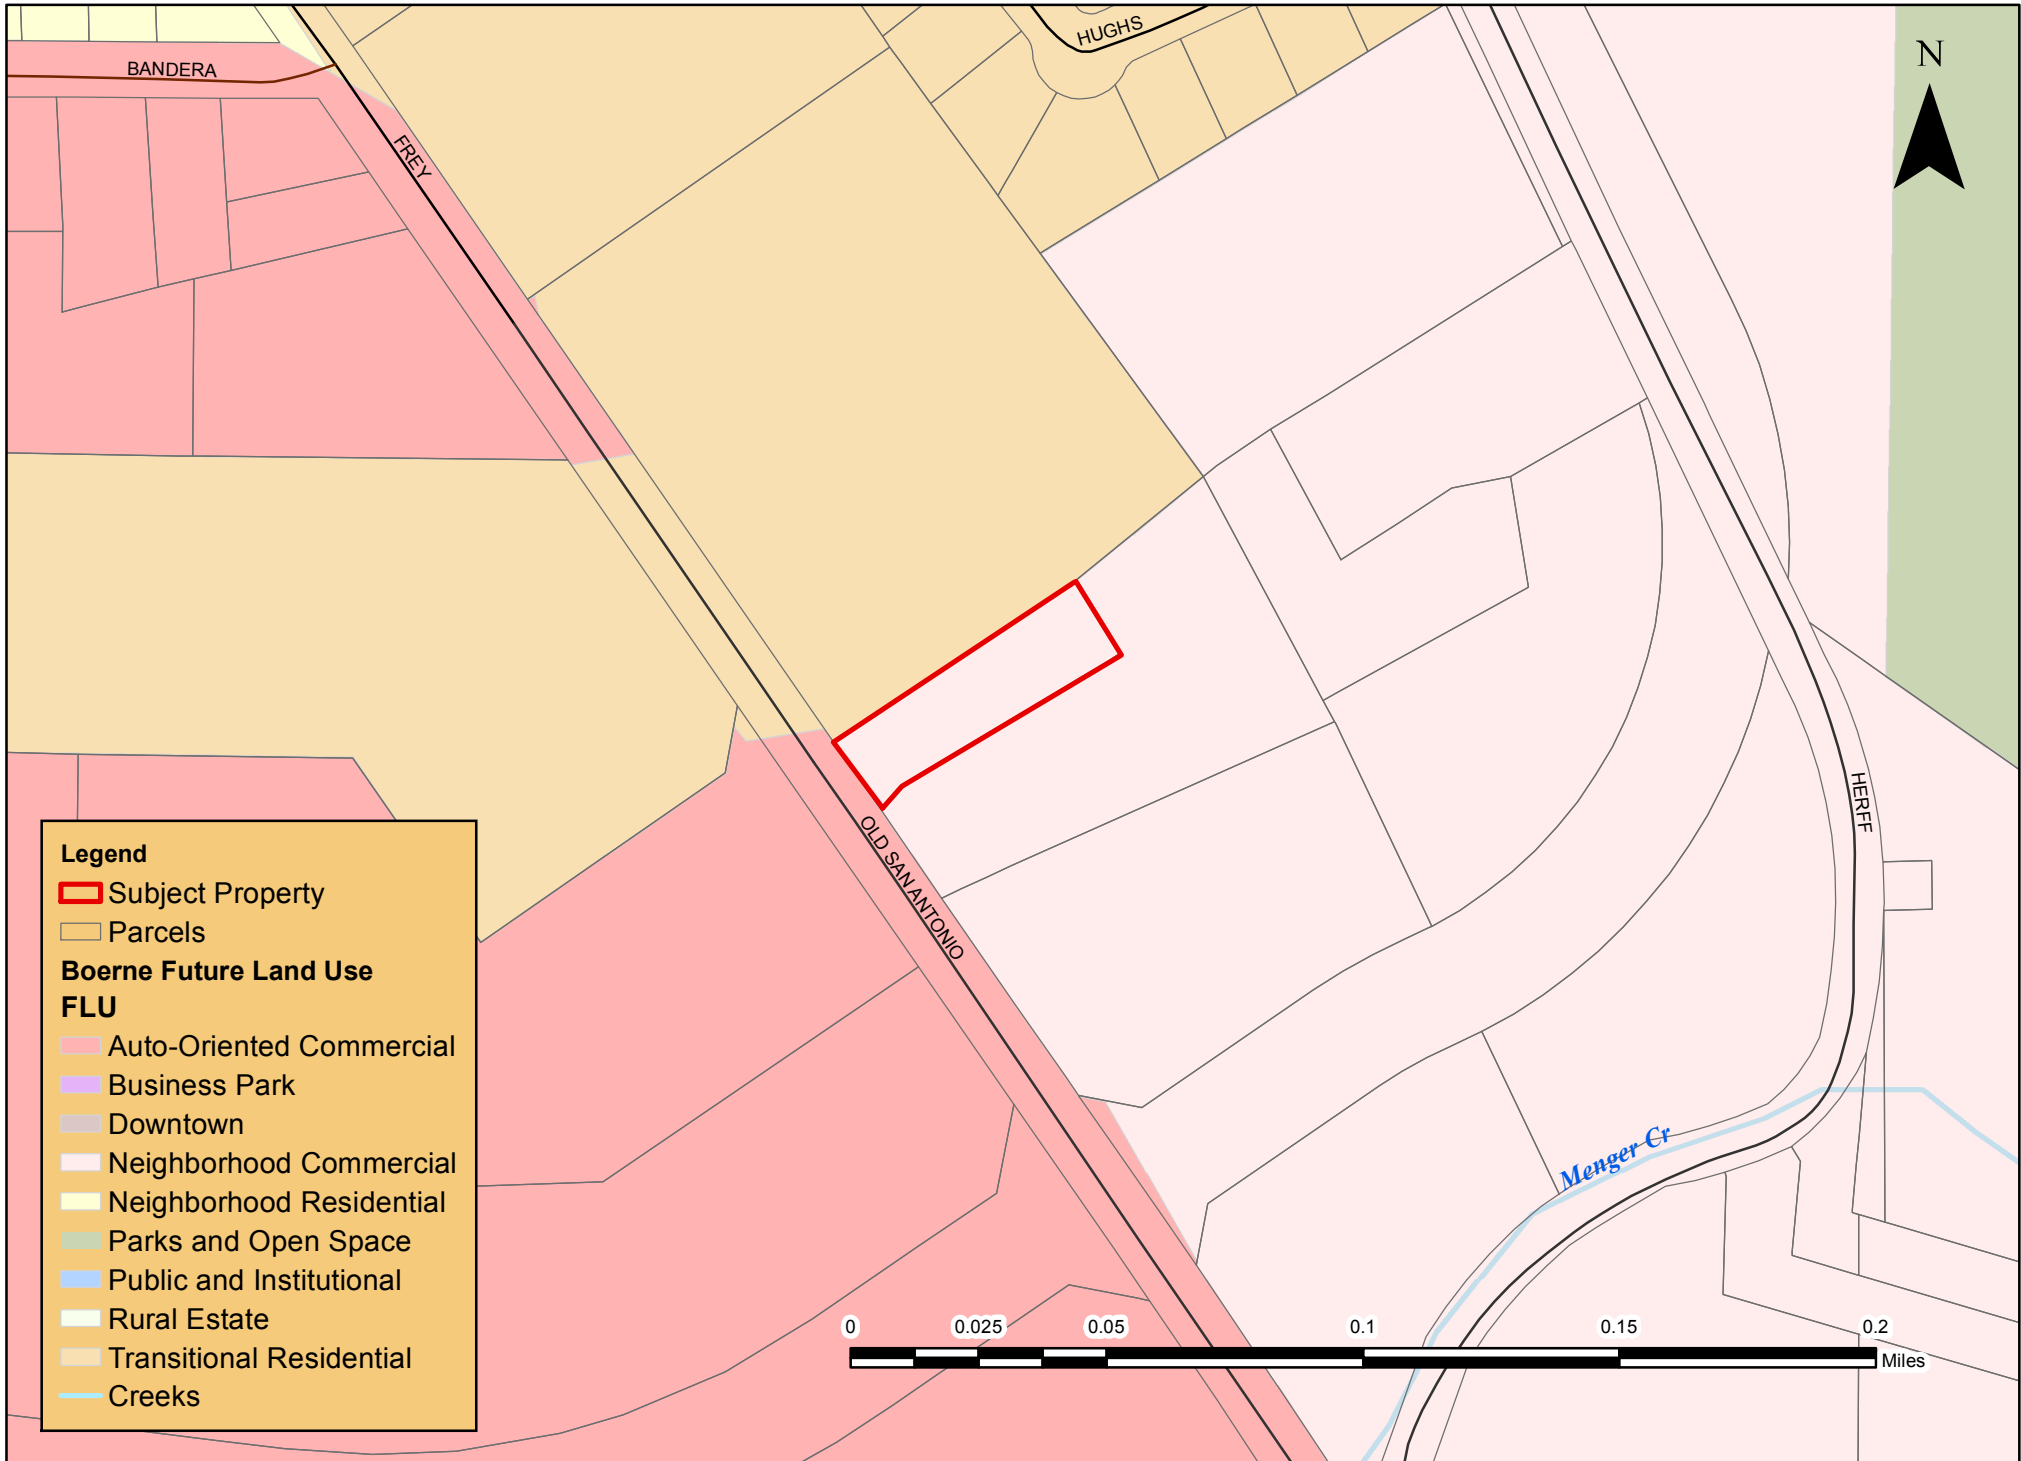 HUGHS
N
BANDERA
FREY
HERFF
OLD SAN ANTONIO
Legend
Subject Property
Parcels
Boerne Future Land Use
FLU
Auto-Oriented Commercial
Business Park
Downtown
Neighborhood Commercial
Neighborhood Residential
Parks and Open Space
Public and Institutional
Rural Estate
Transitional Residential
Creeks
Menger Cr
0 0.025 0.05 0.1 0.15 0.2
Miles